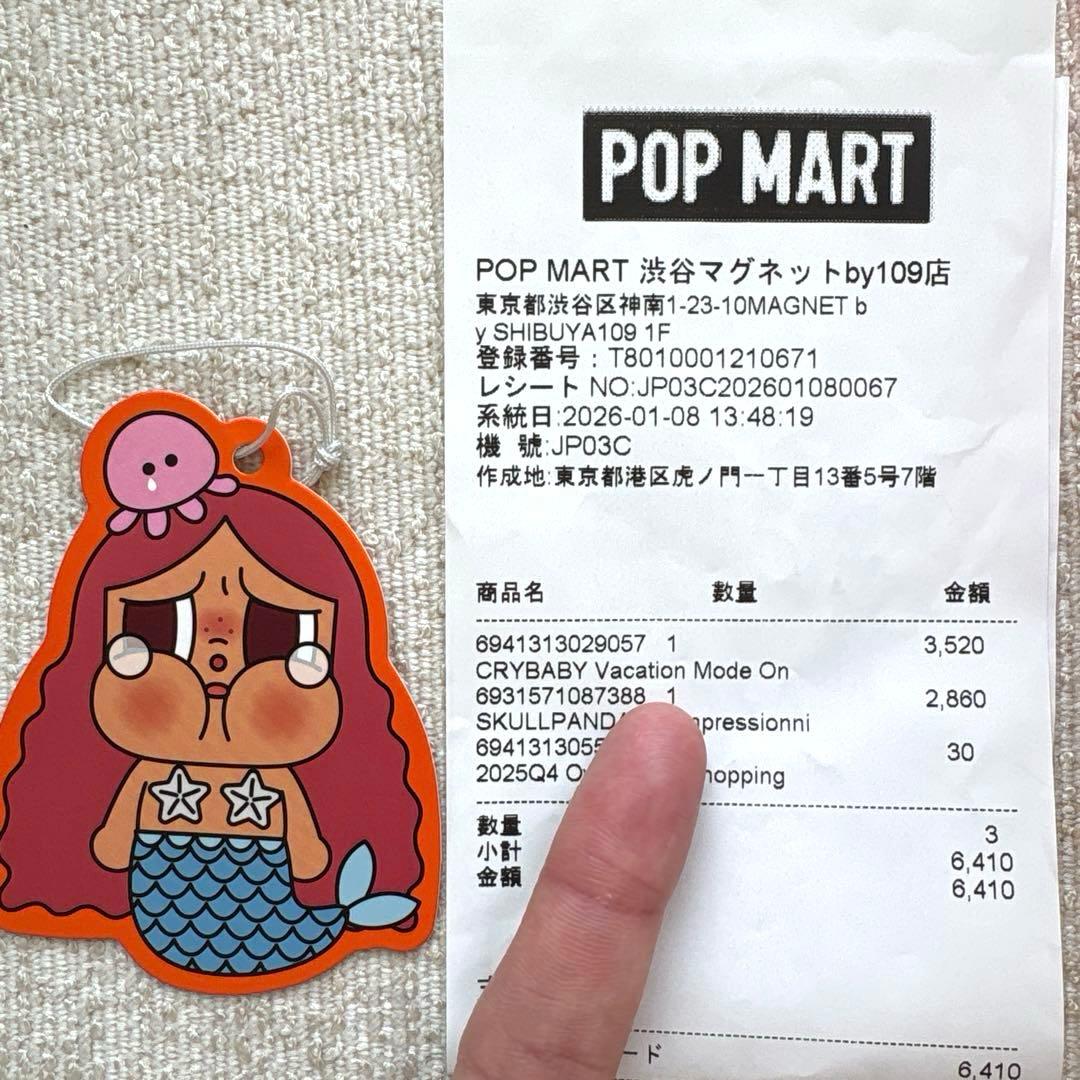 POP MART
POP MART 渋谷マグネットby109店
東京都渋谷区神南1-23-10MAGNET b
y SHIBUYA109 1F
登録番号：T8010001210671
レシート NO:JP03C202601080067
系統日:2026-01-08 13:48:19
機 號:JP03C
作成地:東京都港区虎ノ門一丁目13番5号7階
商品名 数量 金額
6941313029057 1 3,520
CRYBABY Vacation Mode On
6931571087388 1 2,860
SKULLPANDA mpressionni
694131305 30
2025Q4 hopping
数量 3
小計 6,410
金額 6,410
ード 6,410